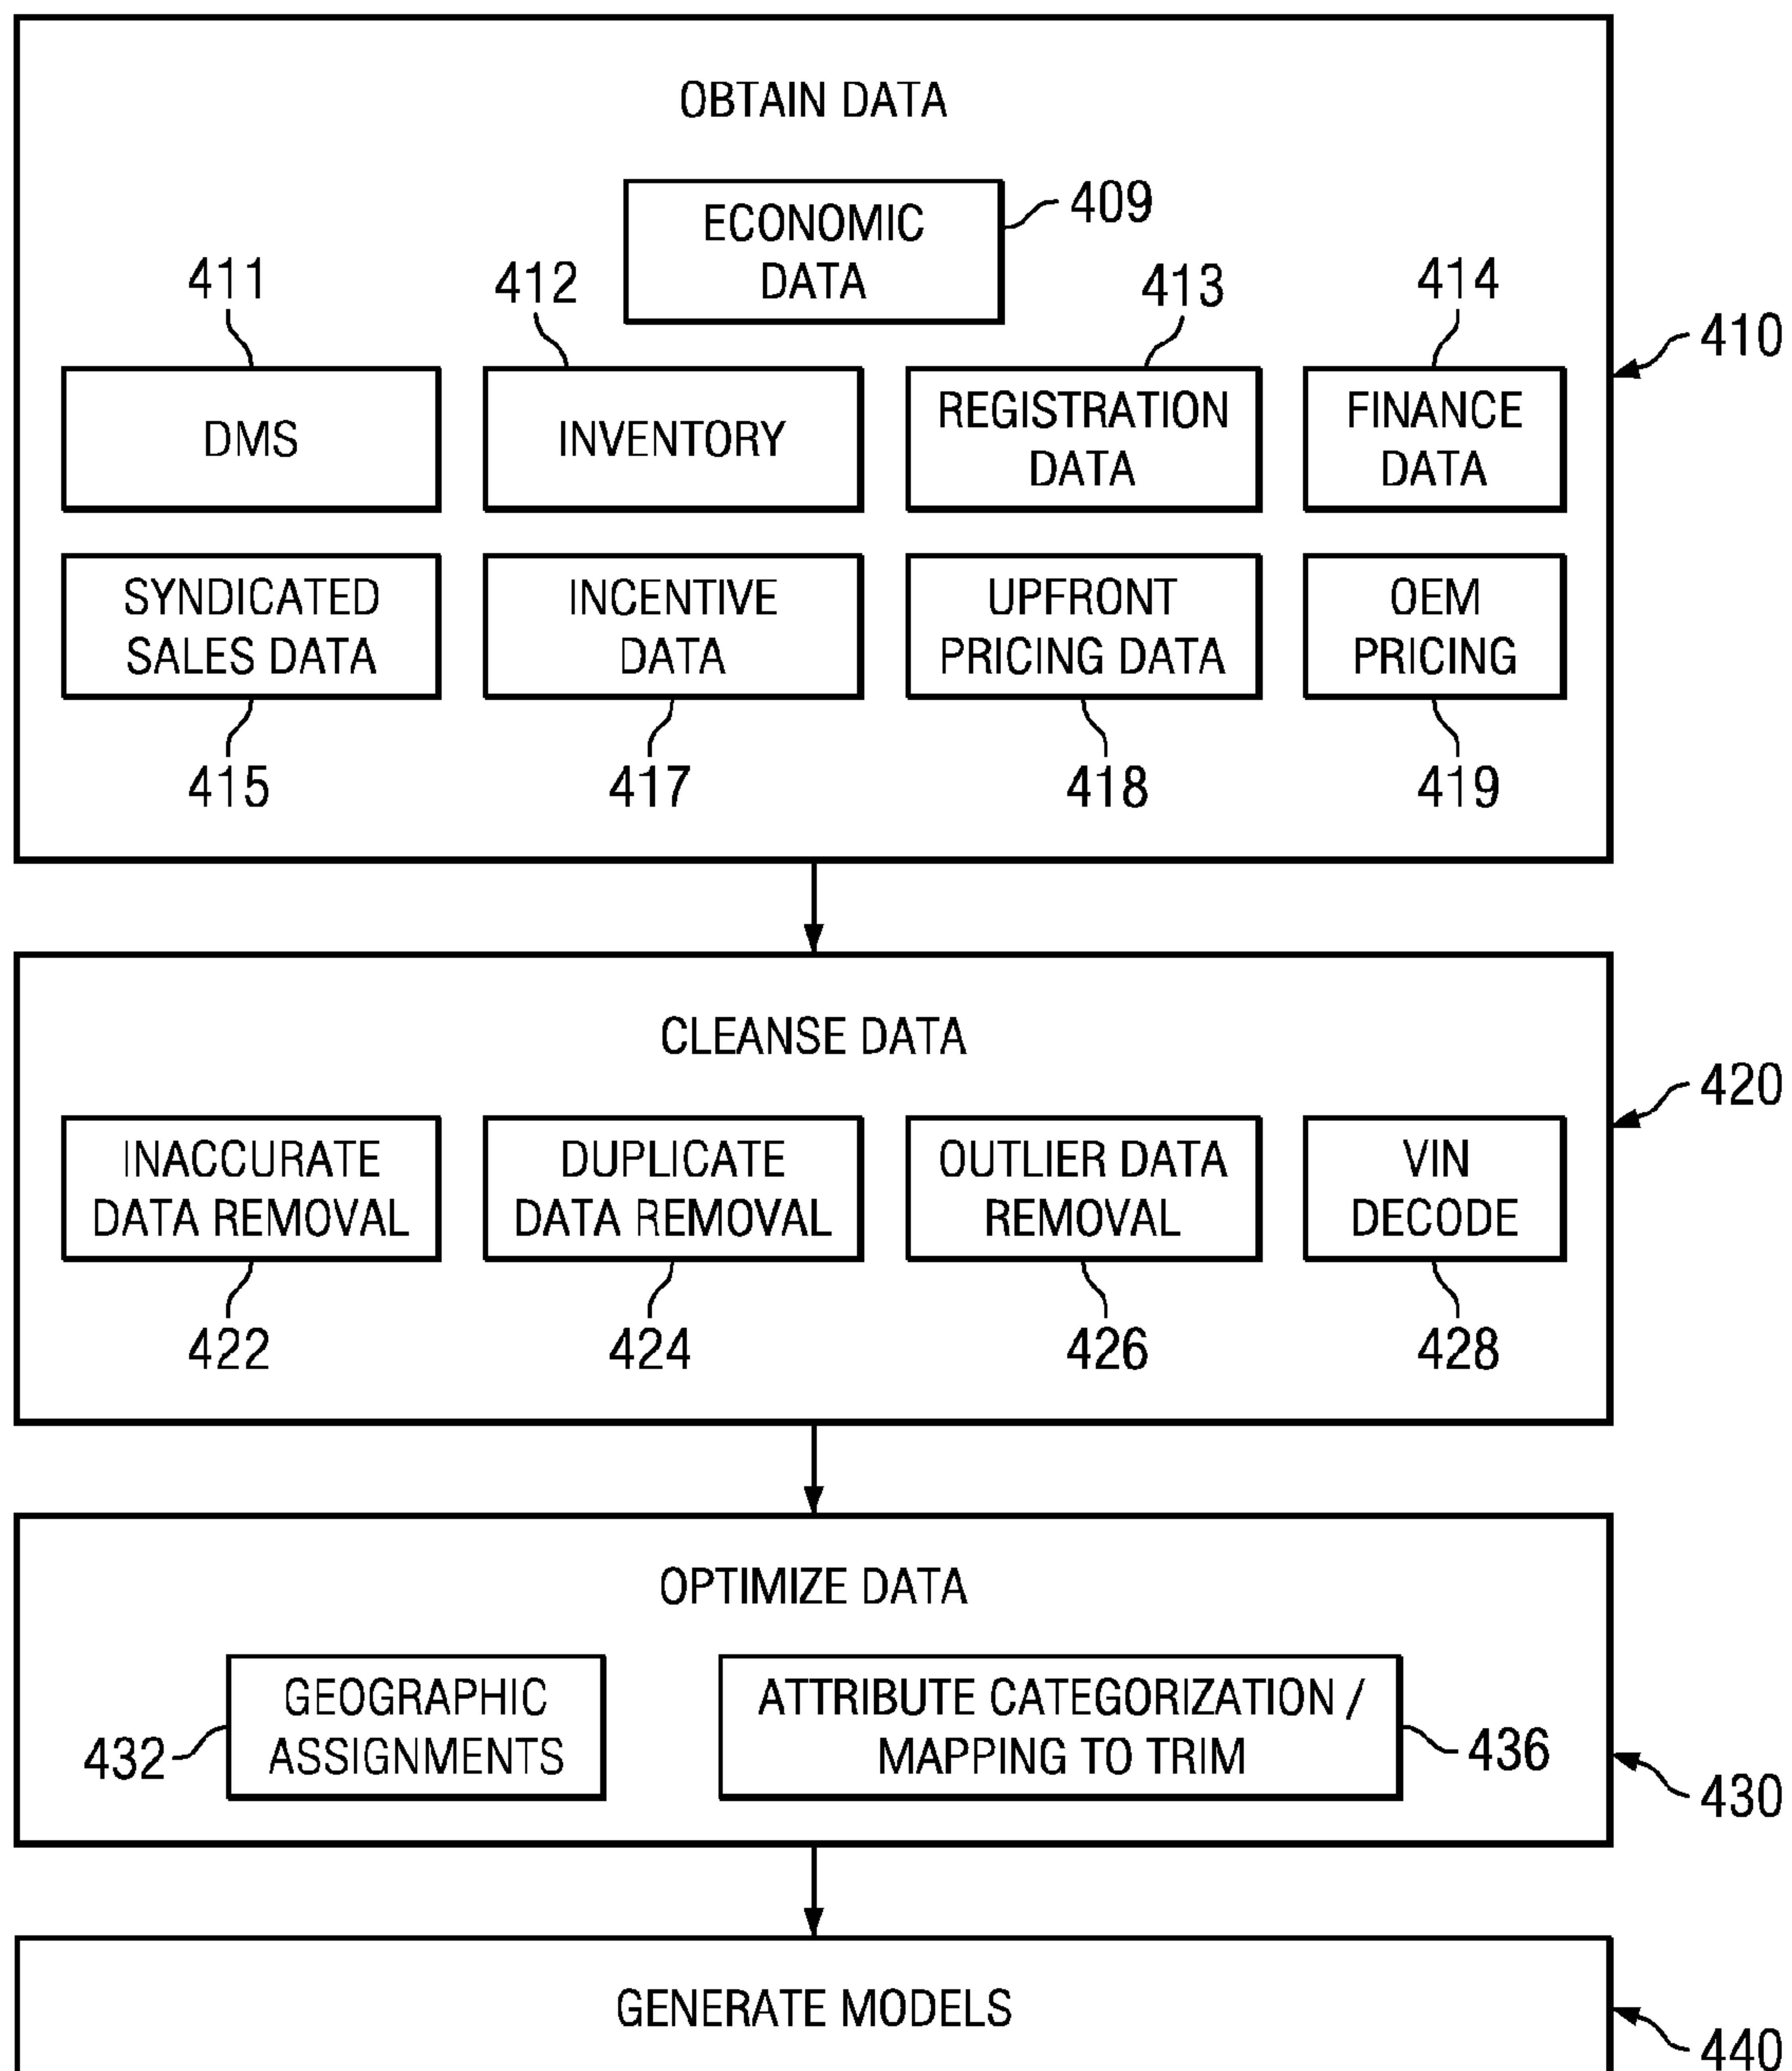 OBTAIN DATA
ECONOMIC
DATA
409
411
412
413
414
410
DMS
INVENTORY
REGISTRATION
DATA
FINANCE
DATA
SYNDICATED
SALES DATA
INCENTIVE
DATA
UPFRONT
PRICING DATA
OEM
PRICING
415
417
418
419
CLEANSE DATA
420
INACCURATE
DATA REMOVAL
DUPLICATE
DATA REMOVAL
OUTLIER DATA
REMOVAL
VIN
DECODE
422
424
426
428
OPTIMIZE DATA
432
GEOGRAPHIC
ASSIGNMENTS
ATTRIBUTE CATEGORIZATION /
MAPPING TO TRIM
436
430
GENERATE MODELS
440